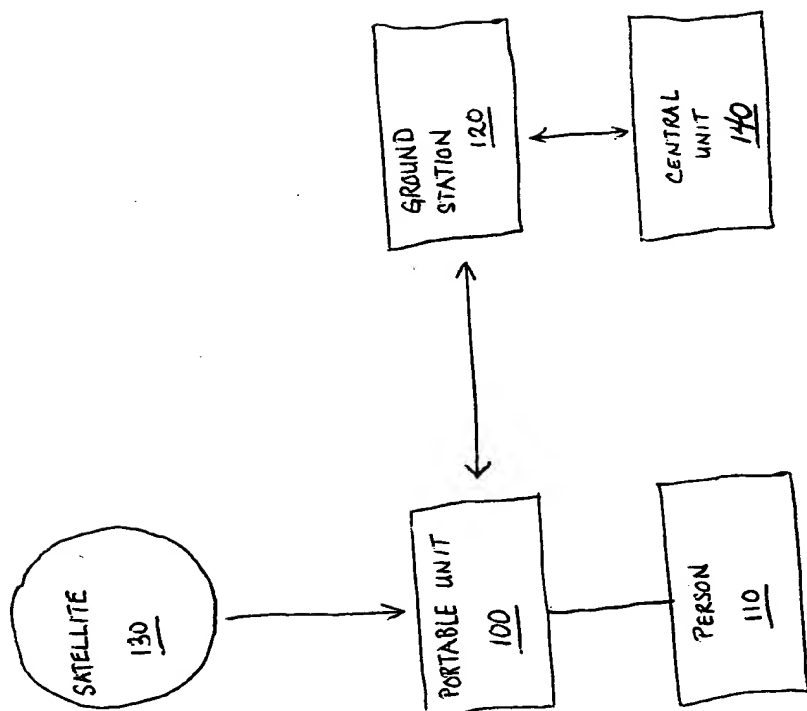 SATELLITE
130
PORTABLE UNIT
100
PERSON
110
GROUND
STATION
120
CENTRAL
UNIT
140